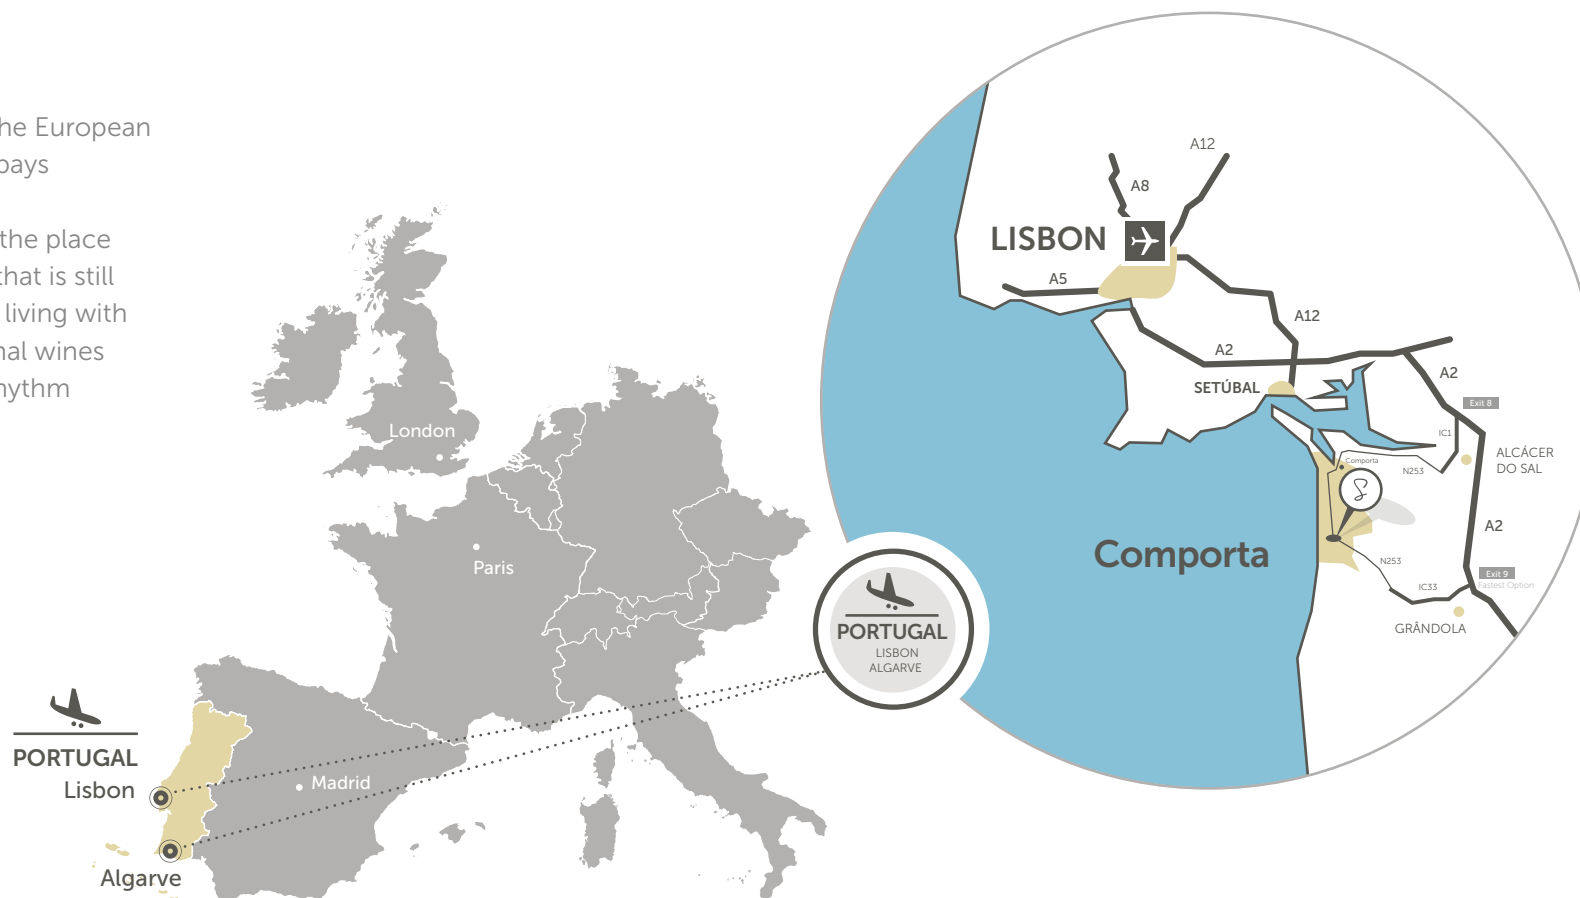 he European
pays
the place
that is still
living with
nal wines
hythm
London
Paris
Madrid
PORTUGAL
Lisbon
Algarve
PORTUGAL
LISBON
ALGARVE
A12
A8
LISBON
A5
A12
A2
SETÚBAL
A2
Exit 8
IC1
ALCÁCER
DO SAL
Comporta
N253
A2
Comporta
N253
Exit 9
Fastest Option
IC33
GRÂNDOLA